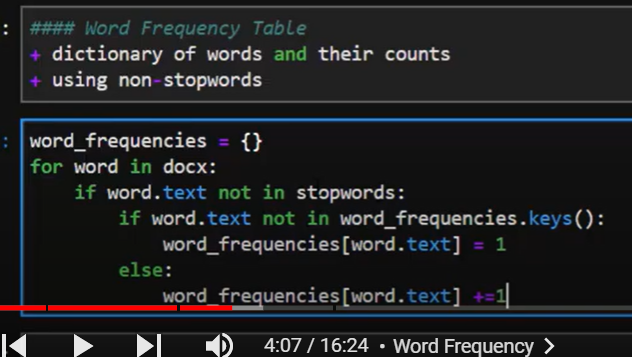 : #### Word Frequency Table
+ dictionary of words and their counts
+ using non-stopwords
: word_frequencies = {}
for word in docx:
    if word.text not in stopwords:
        if word.text not in word_frequencies.keys():
            word_frequencies[word.text] = 1
        else:
            word_frequencies[word.text] +=1
4:07 / 16:24 • Word Frequency >